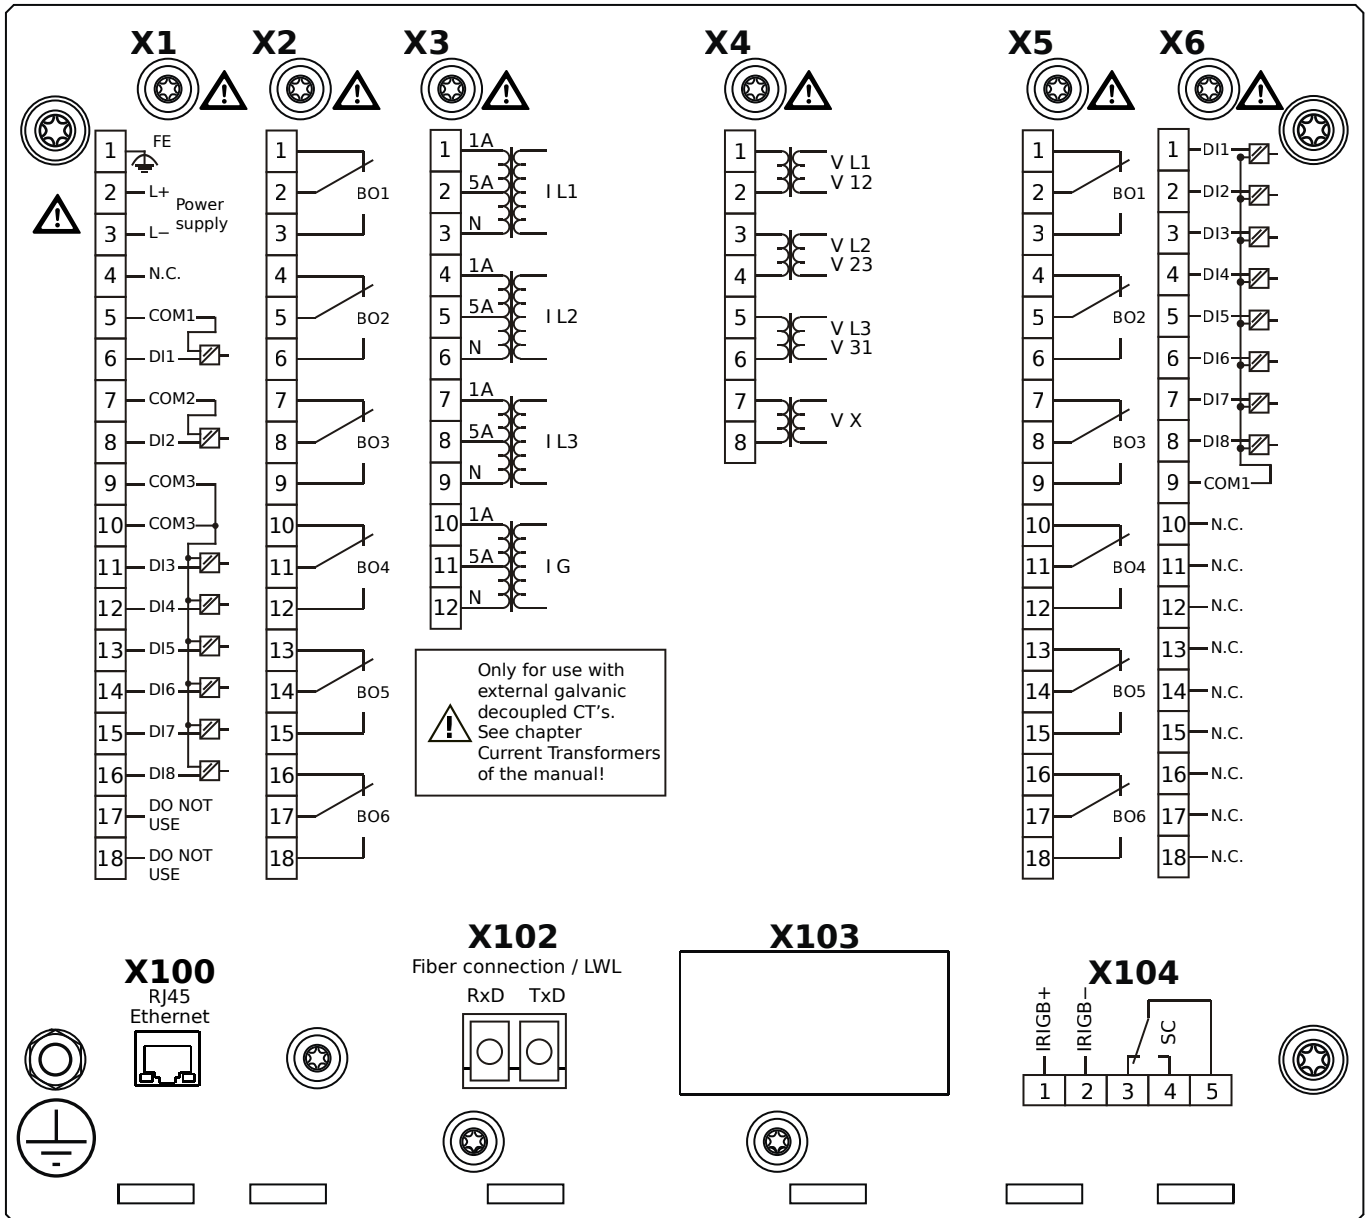 X1
X2
X3
X4
X5
X6
1 FE
2 L+
Power
supply
3 L−
4 N.C.
5 COM1
6 DI1
7 COM2
8 DI2
9 COM3
10 COM3
11 DI3
12 DI4
13 DI5
14 DI6
15 DI7
16 DI8
17 DO NOT
USE
18 DO NOT
USE
1
2 BO1
3
4
5 BO2
6
7
8 BO3
9
10
11 BO4
12
13
14 BO5
15
16
17 BO6
18
1 1A
2 5A I L1
3 N
4 1A
5 5A I L2
6 N
7 1A
8 5A I L3
9 N
10 1A
11 5A I G
12 N
Only for use with
external galvanic
decoupled CT's.
See chapter
Current Transformers
of the manual!
1 V L1
2 V 12
3 V L2
4 V 23
5 V L3
6 V 31
7 V X
8
1
2 BO1
3
4
5 BO2
6
7
8 BO3
9
10
11 BO4
12
13
14 BO5
15
16
17 BO6
18
1 DI1
2 DI2
3 DI3
4 DI4
5 DI5
6 DI6
7 DI7
8 DI8
9 COM1
10 N.C.
11 N.C.
12 N.C.
13 N.C.
14 N.C.
15 N.C.
16 N.C.
17 N.C.
18 N.C.
X100
RJ45
Ethernet
X102
Fiber connection / LWL
RxD TxD
X103
X104
IRIGB+
IRIGB−
SC
1 2 3 4 5